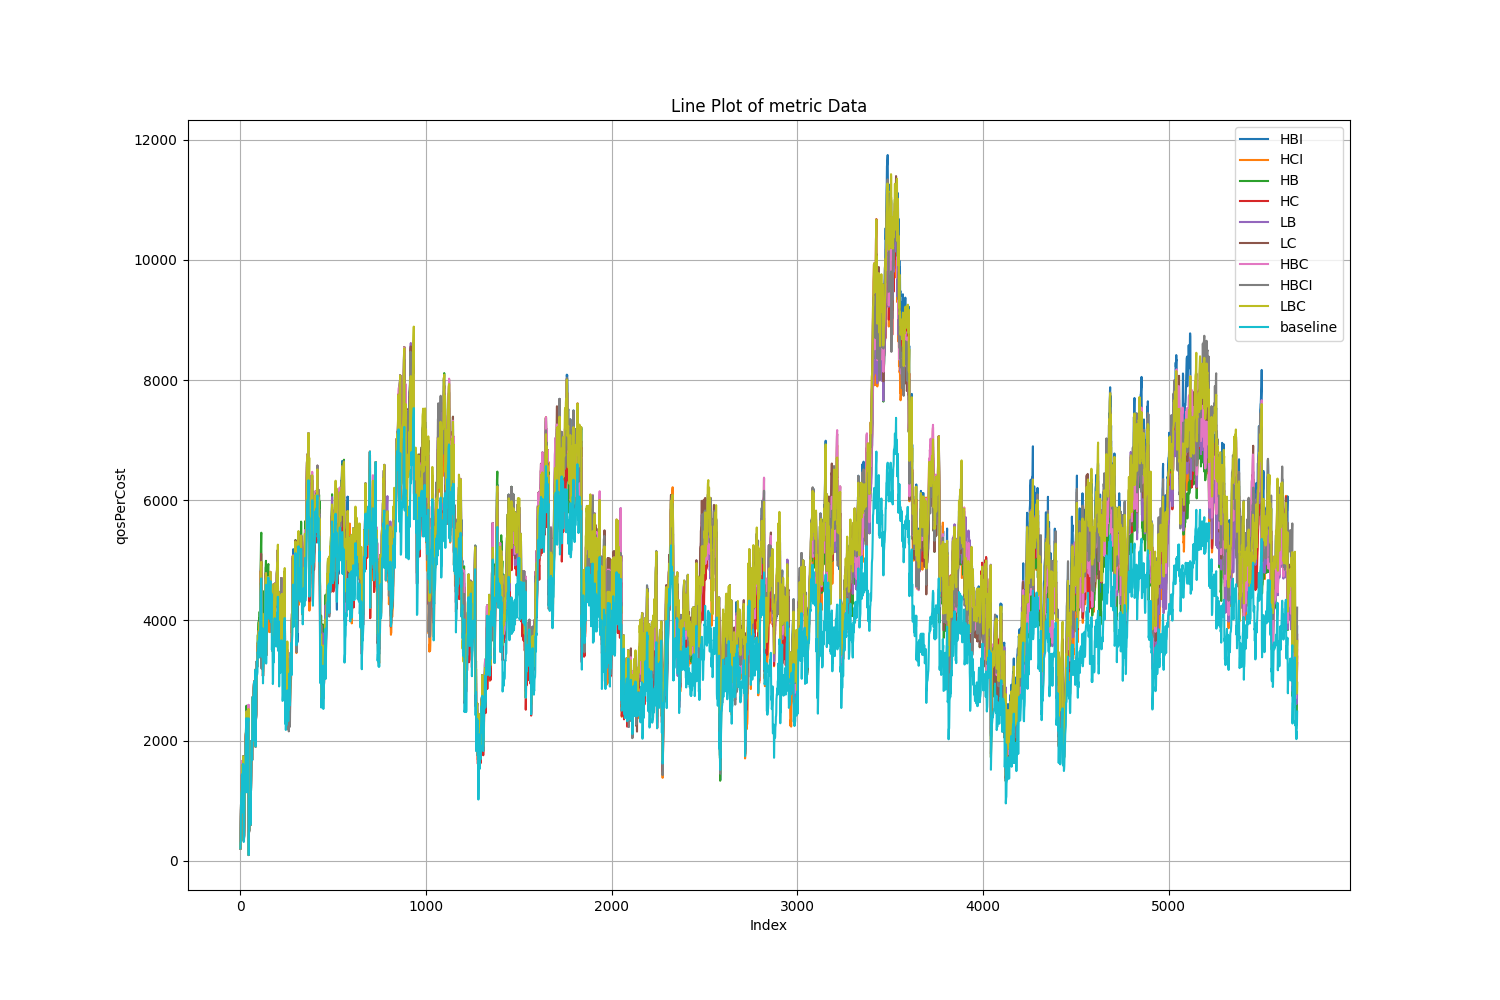 Line Plot of metric Data
12000
10000
8000
6000
4000
2000
0
qosPerCost
0 1000 2000 3000 4000 5000
Index
HBI
HCI
HB
HC
LB
LC
HBC
HBCI
LBC
baseline